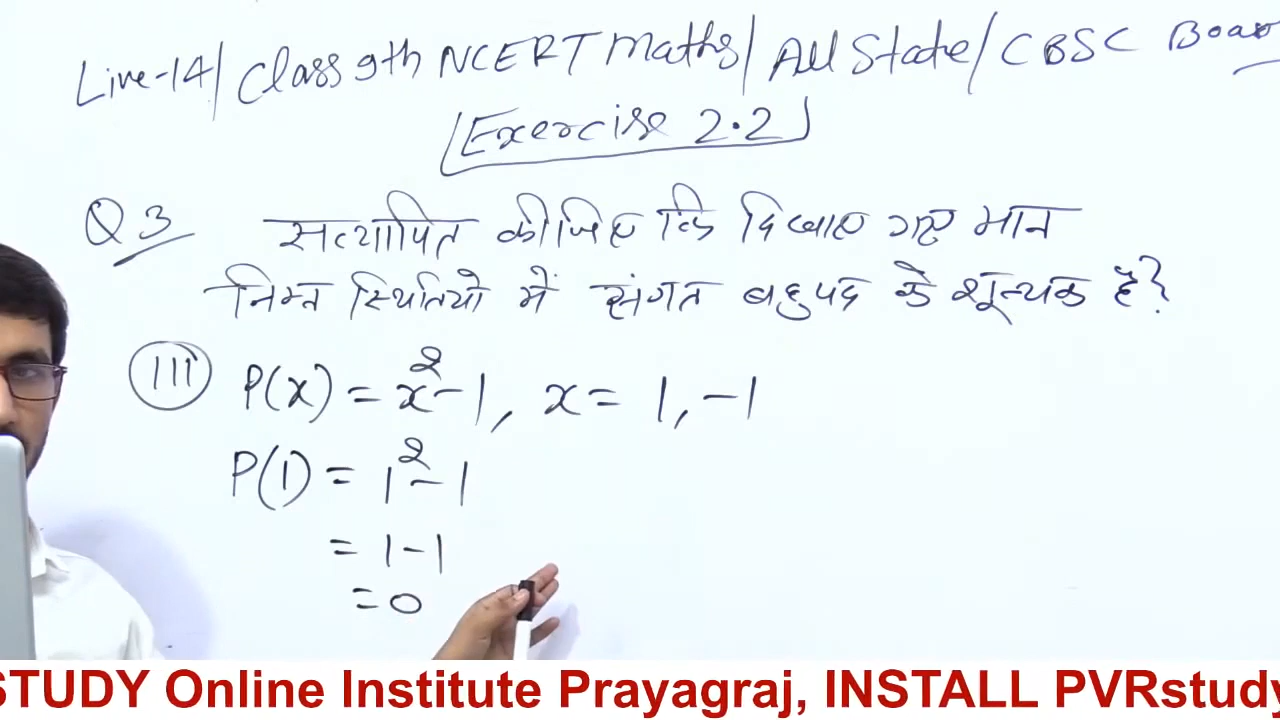 Live-14/ Class 9th NCERT Maths/ All State/ CBSC Boar
Exercise 2.2
Q 3 सत्यापित कीजिए कि दिखाए गए मान
निम्न स्थितियो में संगत बहुपद के शून्यक है?
(III) P(x) = x² - 1, x = 1, -1
P(1) = 1² - 1
= 1 - 1
= 0
STUDY Online Institute Prayagraj, INSTALL PVRstudy